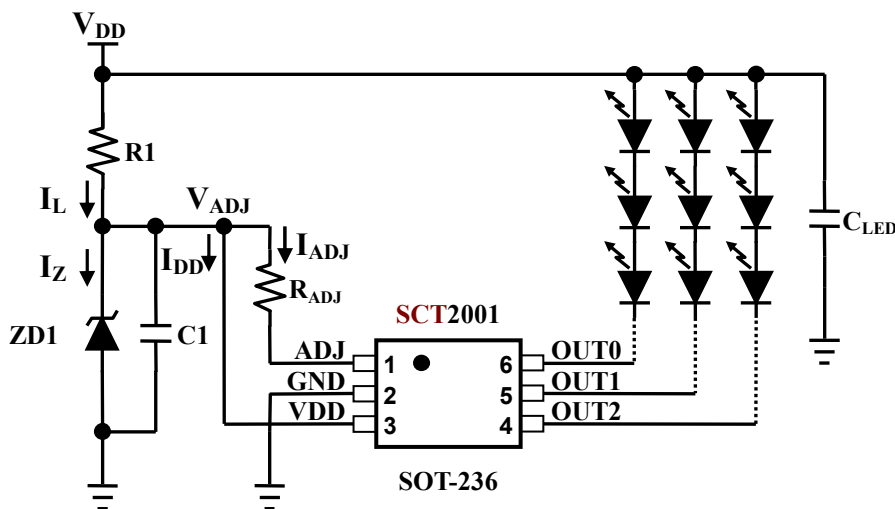 VDD
R1
IL
VADJ
IADJ
IDD
IZ
RADJ
CLED
ZD1
C1
SCT2001
ADJ
1
6
OUT0
GND
2
5
OUT1
VDD
3
4
OUT2
SOT-236